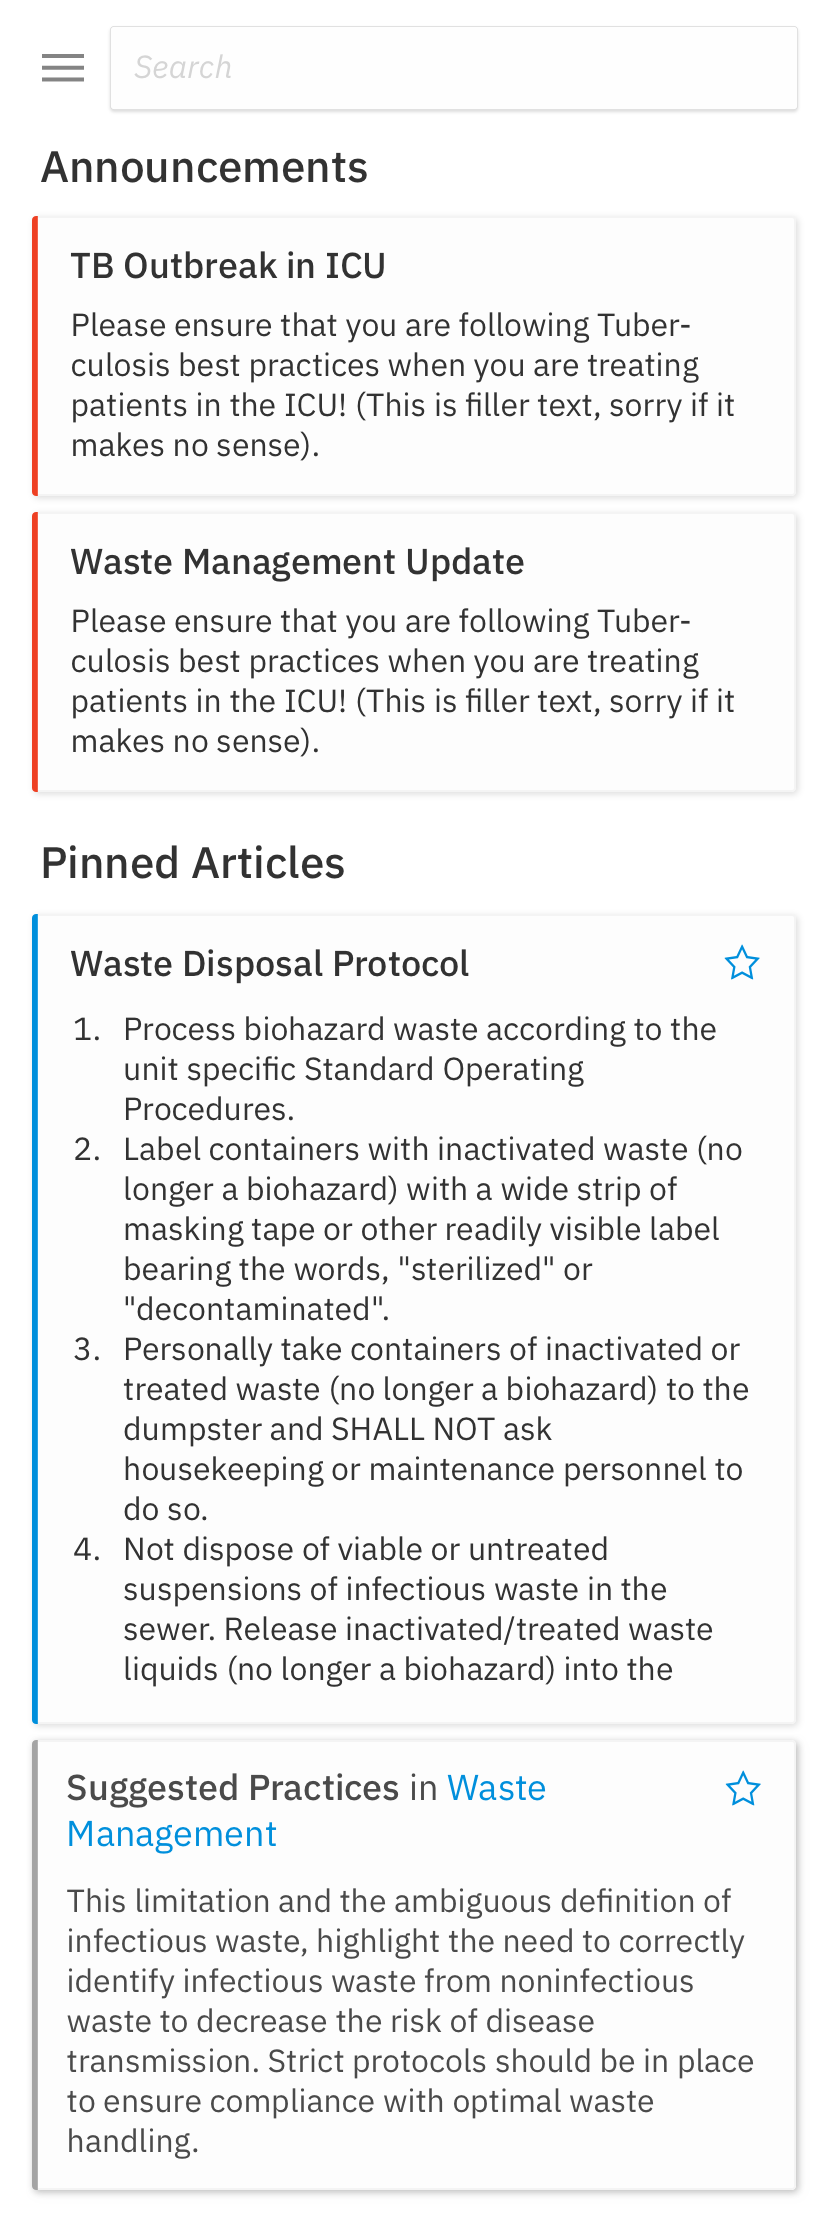 Search
Announcements
TB Outbreak in ICU
Please ensure that you are following Tuber-
culosis best practices when you are treating
patients in the ICU! (This is filler text, sorry if it
makes no sense).
Waste Management Update
Please ensure that you are following Tuber-
culosis best practices when you are treating
patients in the ICU! (This is filler text, sorry if it
makes no sense).
Pinned Articles
Waste Disposal Protocol
1. Process biohazard waste according to the
unit specific Standard Operating
Procedures.
2. Label containers with inactivated waste (no
longer a biohazard) with a wide strip of
masking tape or other readily visible label
bearing the words, "sterilized" or
"decontaminated".
3. Personally take containers of inactivated or
treated waste (no longer a biohazard) to the
dumpster and SHALL NOT ask
housekeeping or maintenance personnel to
do so.
4. Not dispose of viable or untreated
suspensions of infectious waste in the
sewer. Release inactivated/treated waste
liquids (no longer a biohazard) into the
Suggested Practices in Waste
Management
This limitation and the ambiguous definition of
infectious waste, highlight the need to correctly
identify infectious waste from noninfectious
waste to decrease the risk of disease
transmission. Strict protocols should be in place
to ensure compliance with optimal waste
handling.